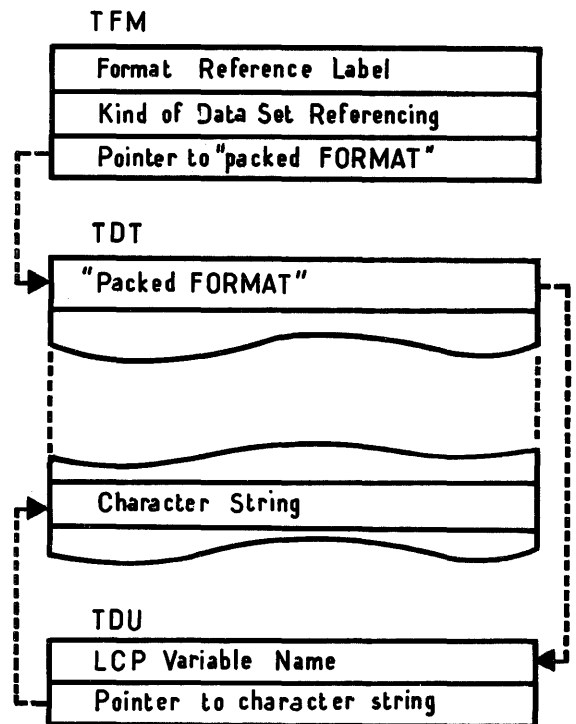 TFM
Format Reference Label
Kind of Data Set Referencing
Pointer to "packed FORMAT"
TDT
"Packed FORMAT"
Character String
TDU
LCP Variable Name
Pointer to character string